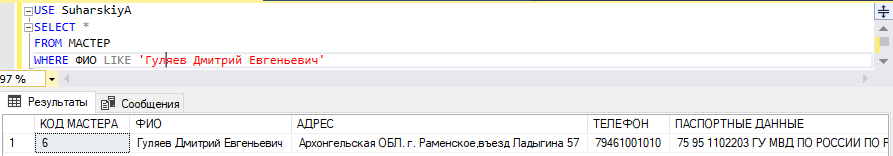 USE SuharskiyA
SELECT *
FROM МАСТЕР
WHERE ФИО LIKE 'Гуляев Дмитрий Евгеньевич'
97 %
Результаты Сообщения
КОД МАСТЕРА ФИО АДРЕС ТЕЛЕФОН ПАСПОРТНЫЕ ДАННЫЕ
1 6 Гуляев Дмитрий Евгеньевич Архонгельская ОБЛ. г. Раменское,въезд Ладыгина 57 79461001010 75 95 1102203 ГУ МВД ПО РОССИИ ПО